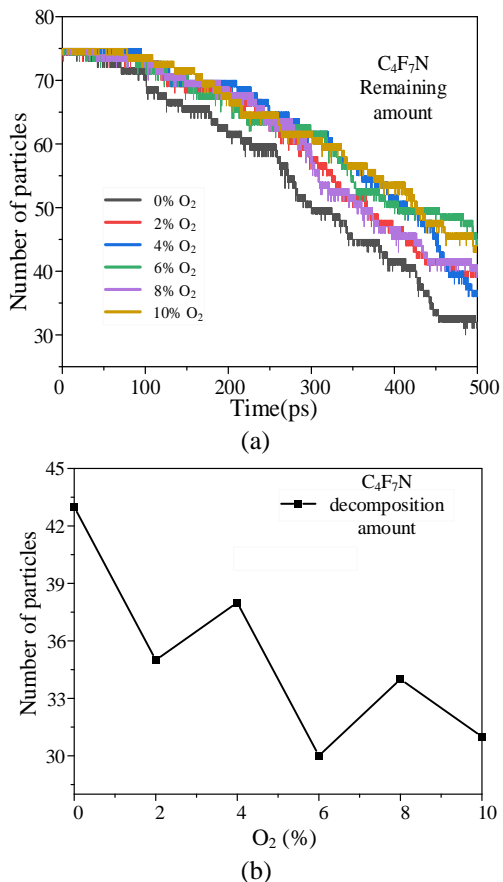 (a)
C₄F₇N
Remaining
amount
Number of particles
80
70
60
50
40
30
0% O₂
2% O₂
4% O₂
6% O₂
8% O₂
10% O₂
0 100 200 300 400 500
Time(ps)
(a)
45
42
39
36
33
30
Number of particles
C₄F₇N
decomposition
amount
0 2 4 6 8 10
O₂ (%)
(b)